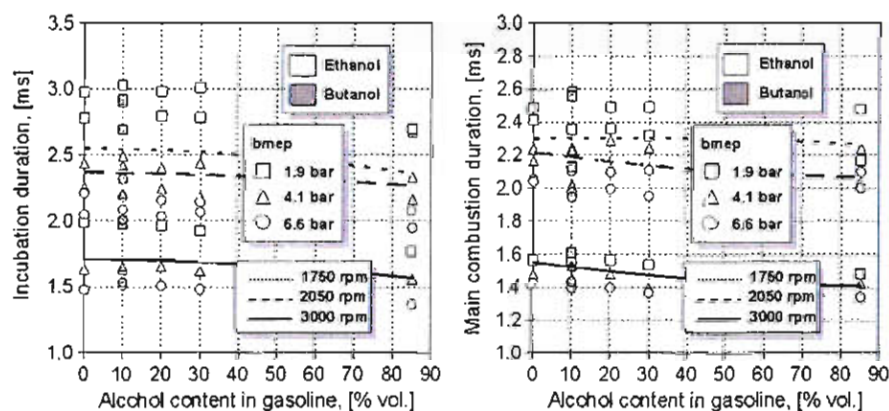 3.5
3.0
2.5
2.0
1.5
1.0
Incubation duration, [ms]
Ethanol
Butanol
bmep
1.9 bar
4.1 bar
6.6 bar
1750 rpm
2050 rpm
3000 rpm
0 10 20 30 40 50 60 70 80 90
Alcohol content in gasoline, [% vol.]
3.0
2.8
2.6
2.4
2.2
2.0
1.8
1.6
1.4
1.2
1.0
Main combustion duration, [ms]
Ethanol
Butanol
bmep
1.9 bar
4.1 bar
6.6 bar
1750 rpm
2050 rpm
3000 rpm
0 10 20 30 40 50 60 70 80 90
Alcohol content in gasoline, [% vol.]